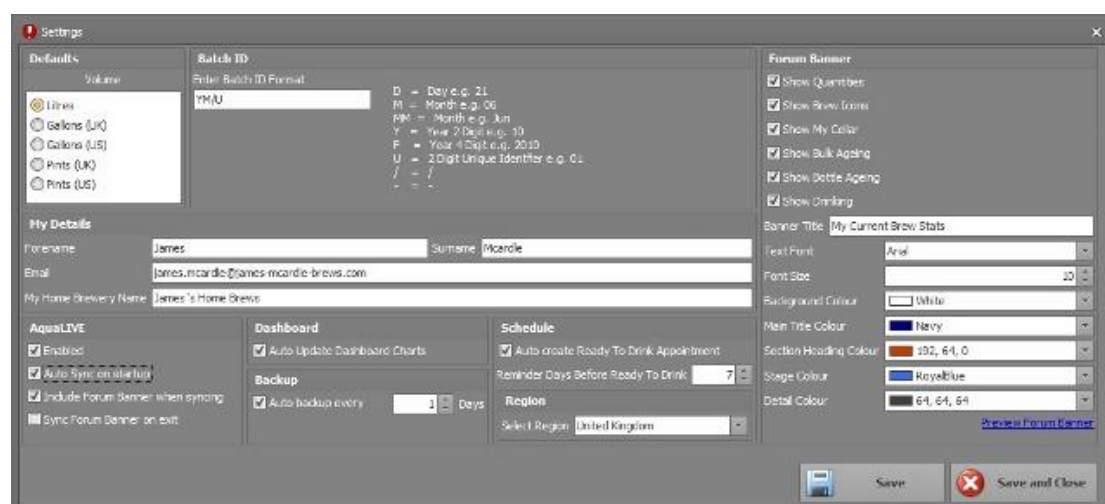 Settings
Defaults
Volume
Litres
Gallons (UK)
Gallons (US)
Pints (UK)
Pints (US)
Batch ID
Enter Batch ID Format
YM/U
D = Day e.g. 21
M = Month e.g. 06
MM = Month e.g. Jun
Y = Year 2 Digit e.g. 10
F = Year 4 Digit e.g. 2010
U = 2 Digit Unique Identifier e.g. 01
/ = /
- = -
My Details
Forename James Surname Mcardle
Email james.mcardle@james-mcardle-brews.com
My Home Brewery Name James's Home Brews
AquaLIVE
Enabled
Auto Sync on startup
Include Forum Banner when syncing
Sync Forum Banner on exit
Dashboard
Auto Update Dashboard Charts
Backup
Auto backup every 1 Days
Schedule
Auto create Ready To Drink Appointment
Reminder Days Before Ready To Drink 7
Region
Select Region United Kingdom
Forum Banner
Show Quantities
Show Brew Icons
Show My Cellar
Show Bulk Ageing
Show Bottle Ageing
Show Drinking
Banner Title My Current Brew Stats
Text Font Arial
Font Size 10
Background Colour White
Main Title Colour Navy
Section Heading Colour 192, 64, 0
Stage Colour RoyalBlue
Detail Colour 64, 64, 64
Preview Forum Banner
Save
Save and Close